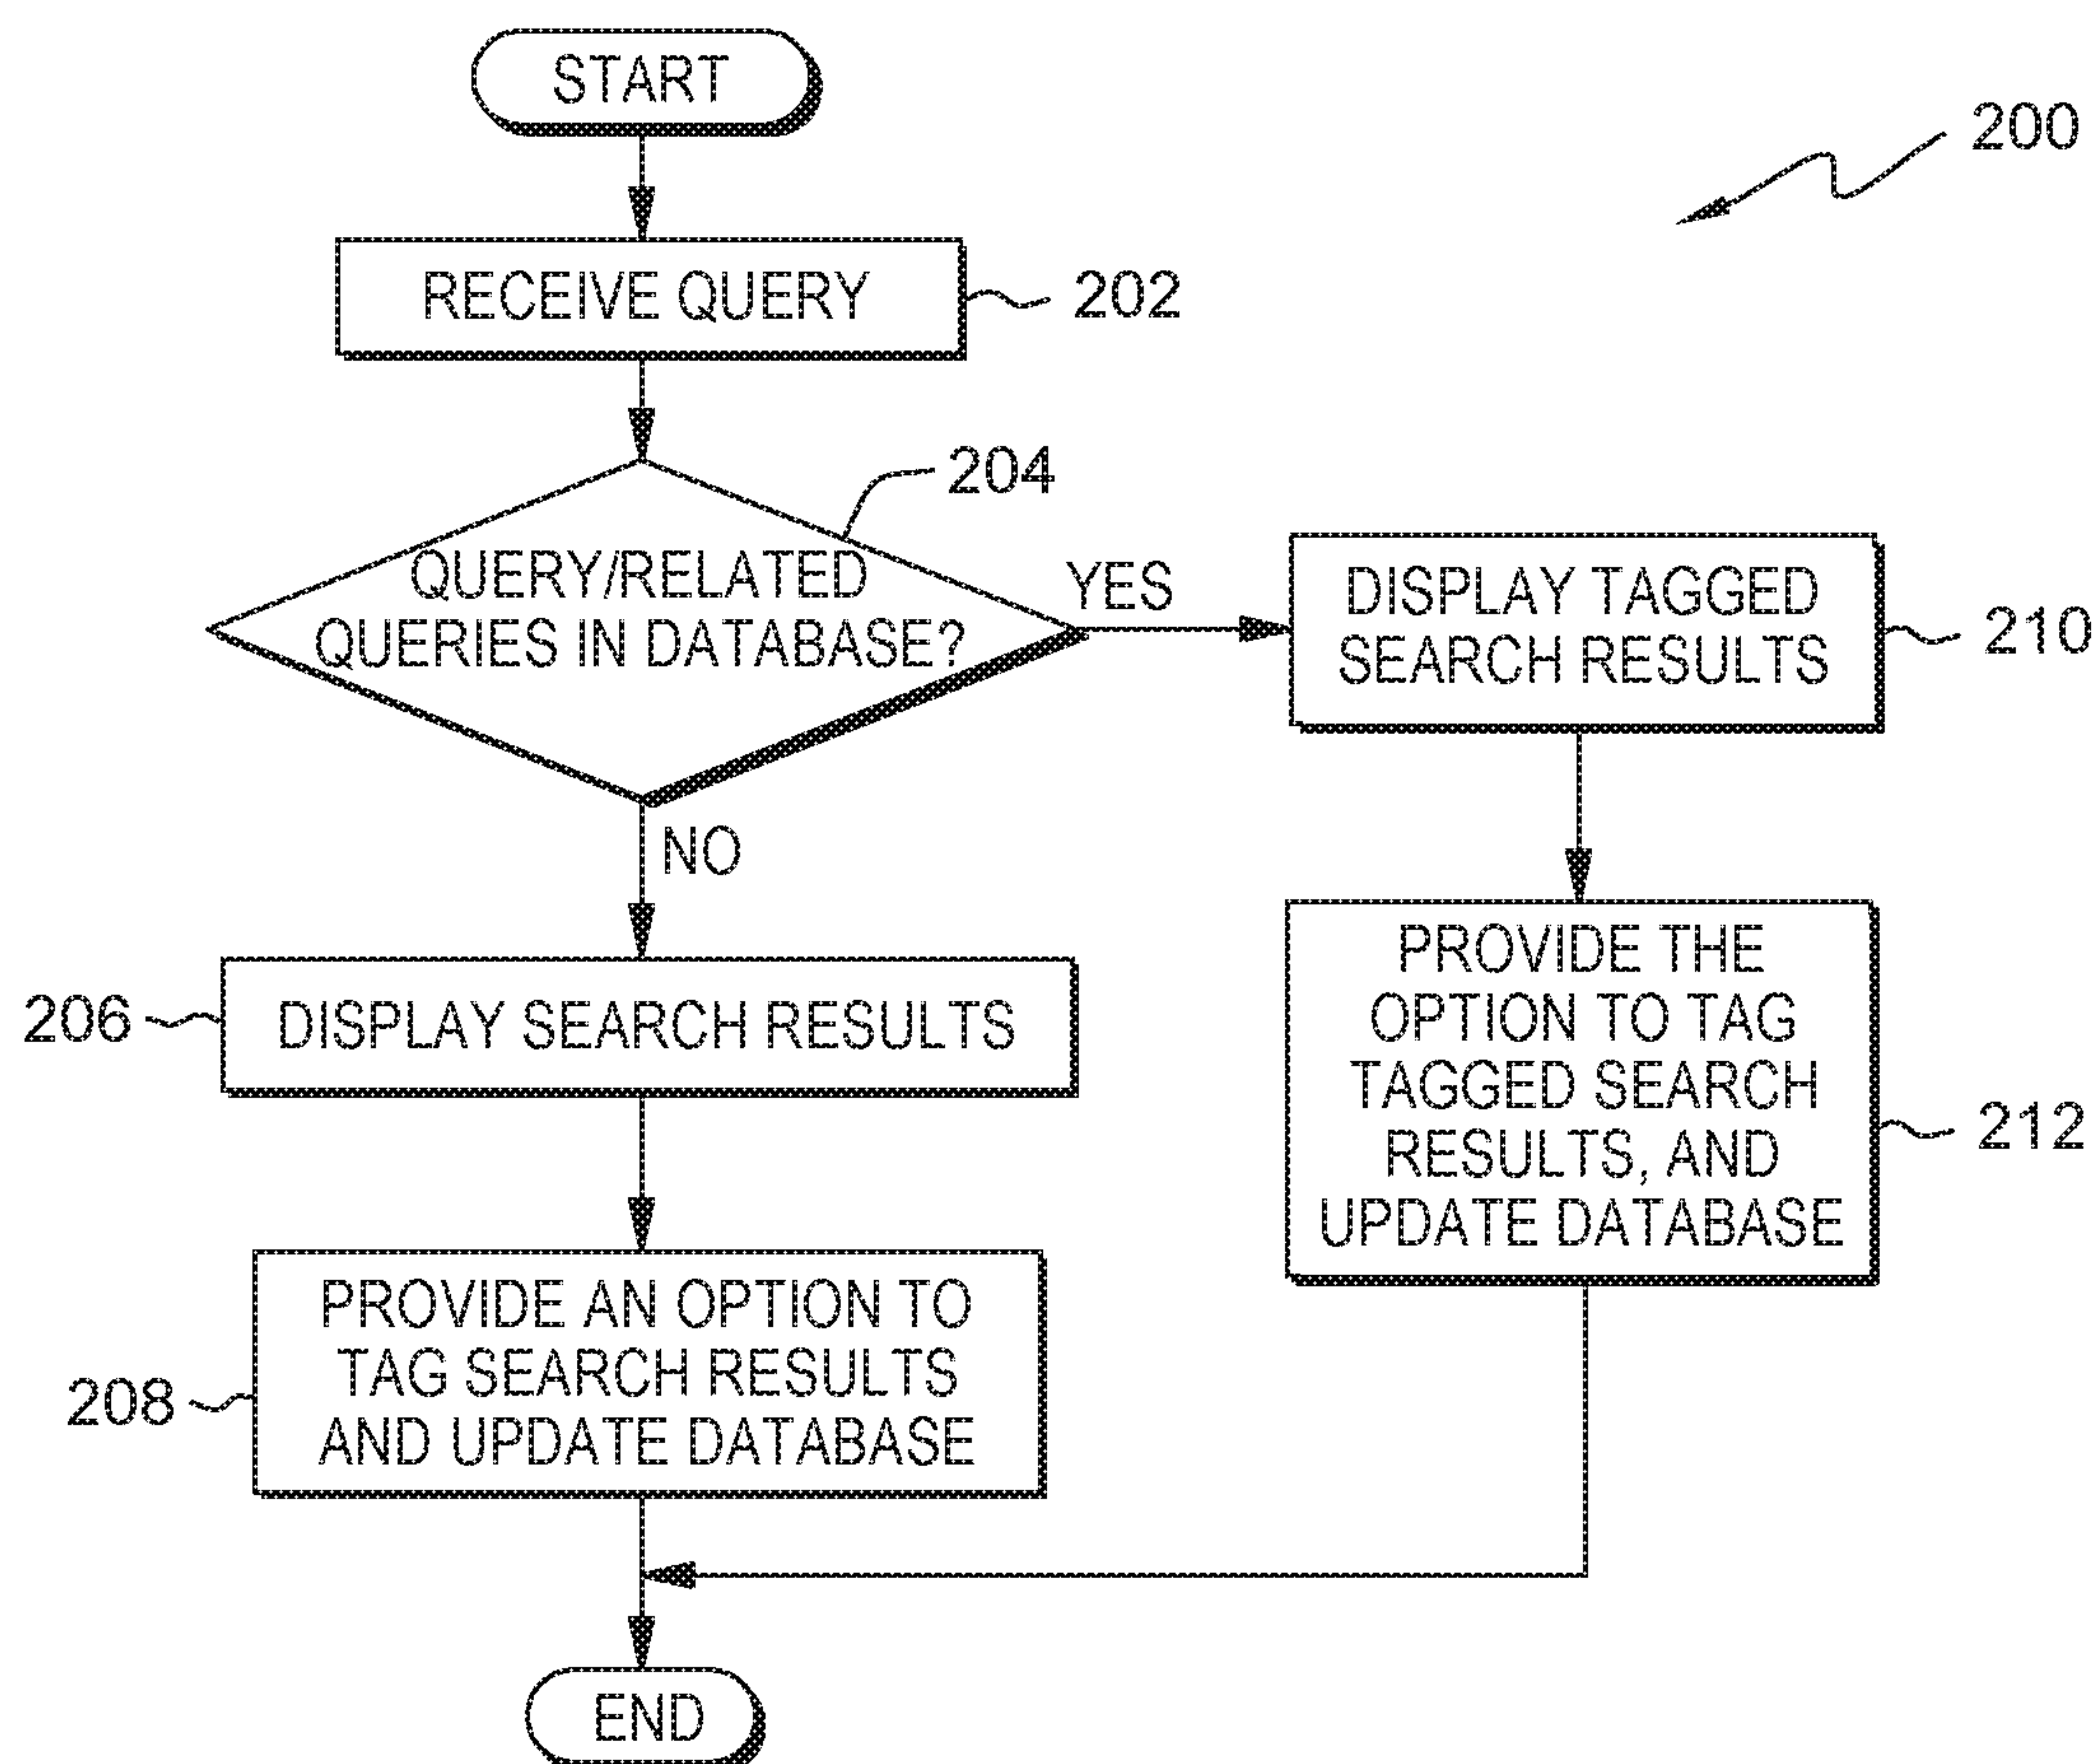 START
200
RECEIVE QUERY
202
204
QUERY/RELATED
QUERIES IN DATABASE?
YES
NO
DISPLAY TAGGED
SEARCH RESULTS
210
206
DISPLAY SEARCH RESULTS
PROVIDE THE
OPTION TO TAG
TAGGED SEARCH
RESULTS, AND
UPDATE DATABASE
212
208
PROVIDE AN OPTION TO
TAG SEARCH RESULTS
AND UPDATE DATABASE
END